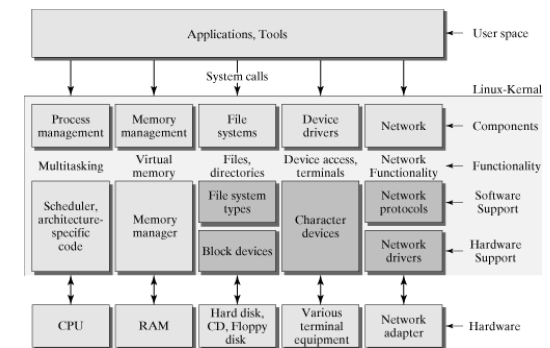 Applications, Tools
User space
System calls
Linux-Kernal
Process
management
Memory
management
File
systems
Device
drivers
Network
Components
Multitasking
Virtual
memory
Files,
directories
Device access,
terminals
Network
Functionality
Functionality
Scheduler,
architecture-
specific
code
Memory
manager
File system
types
Block devices
Character
devices
Network
protocols
Network
drivers
Software
Support
Hardware
Support
CPU
RAM
Hard disk,
CD, Floppy
disk
Various
terminal
equipment
Network
adapter
Hardware